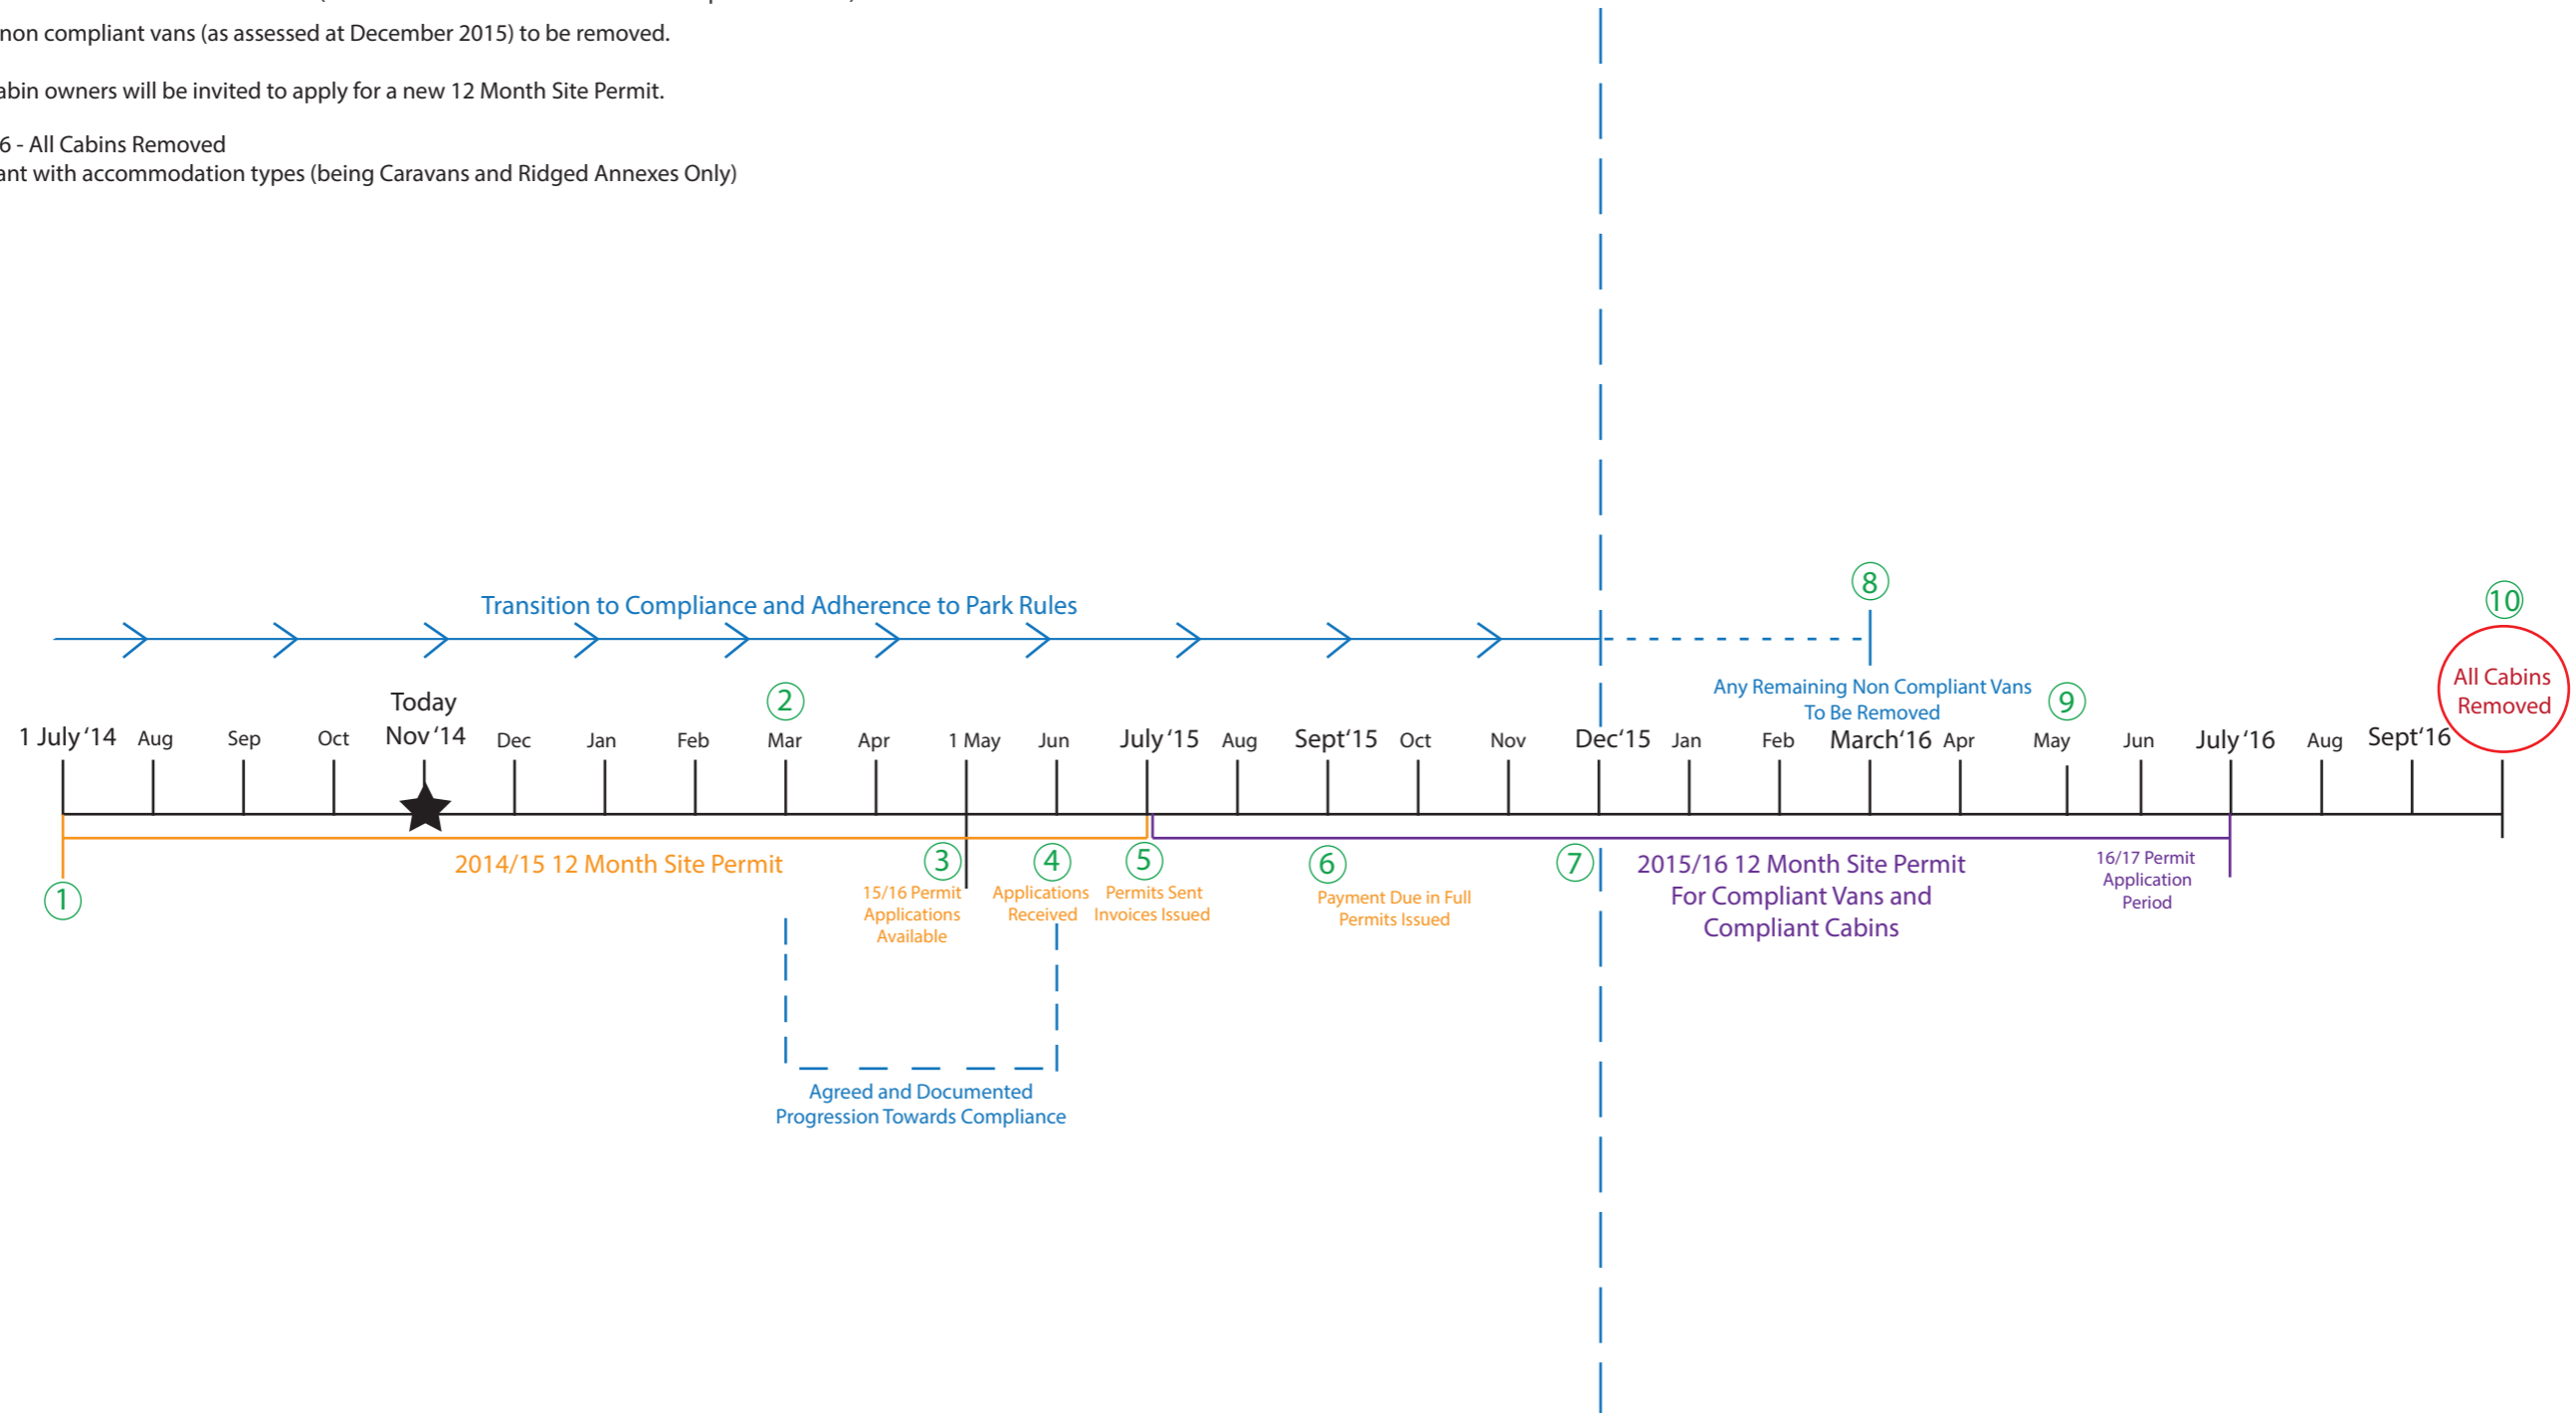 non compliant vans (as assessed at December 2015) to be removed.
abin owners will be invited to apply for a new 12 Month Site Permit.
6 - All Cabins Removed
ant with accommodation types (being Caravans and Ridged Annexes Only)
8
10
Transition to Compliance and Adherence to Park Rules
All Cabins
Removed
Today
2
Any Remaining Non Compliant Vans
To Be Removed
9
1 July '14 Aug Sep Oct Nov '14 Dec Jan Feb Mar Apr 1 May Jun July '15 Aug Sept'15 Oct Nov Dec'15 Jan Feb March'16 Apr May Jun July '16 Aug Sept'16
1
2014/15 12 Month Site Permit
3
15/16 Permit
Applications
Available
4
Applications
Received
5
Permits Sent
Invoices Issued
6
Payment Due in Full
Permits Issued
7
2015/16 12 Month Site Permit
For Compliant Vans and
Compliant Cabins
16/17 Permit
Application
Period
Agreed and Documented
Progression Towards Compliance